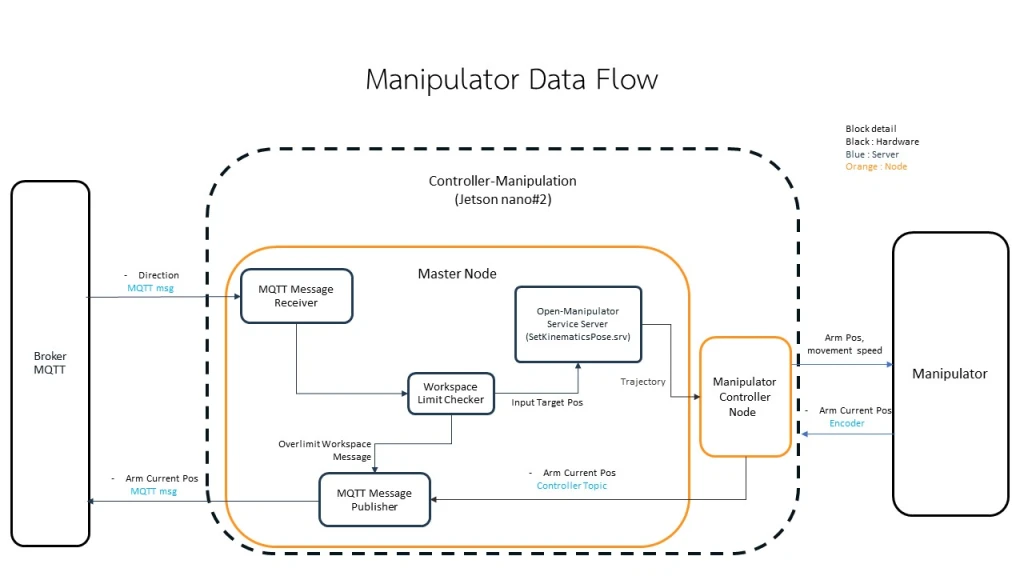 Manipulator Data Flow
Block detail
Black : Hardware
Blue : Server
Orange : Node
Controller-Manipulation
(Jetson nano#2)
Master Node
Broker
MQTT
- Direction
MQTT msg
MQTT Message
Receiver
Open-Manipulator
Service Server
(SetKinematicsPose.srv)
Workspace
Limit Checker
Input Target Pos
Trajectory
Manipulator
Controller
Node
Arm Pos,
movement speed
- Arm Current Pos
Encoder
Manipulator
Overlimit Workspace
Message
- Arm Current Pos
MQTT msg
MQTT Message
Publisher
- Arm Current Pos
Controller Topic